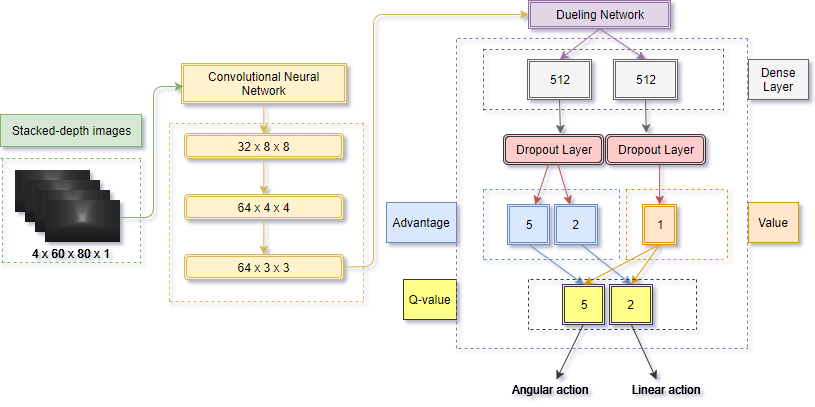 Dueling Network
Convolutional Neural
Network
512
512
Dense
Layer
Stacked-depth images
32 x 8 x 8
Dropout Layer
Dropout Layer
64 x 4 x 4
Advantage
5
2
1
Value
4 x 60 x 80 x 1
64 x 3 x 3
Q-value
5
2
Angular action
Linear action